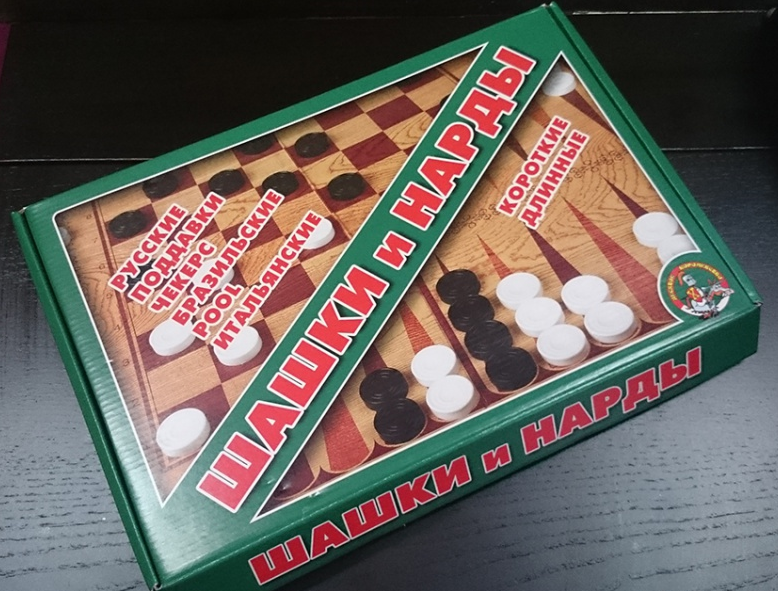 РУССКИЕ
ПОДДАВКИ
ЧЕКЕРС
БРАЗИЛЬСКИЕ
POOL
ИТАЛЬЯНСКИЕ
ШАШКИ и НАРДЫ
КОРОТКИЕ
ДЛИННЫЕ
ШАШКИ и НАРДЫ